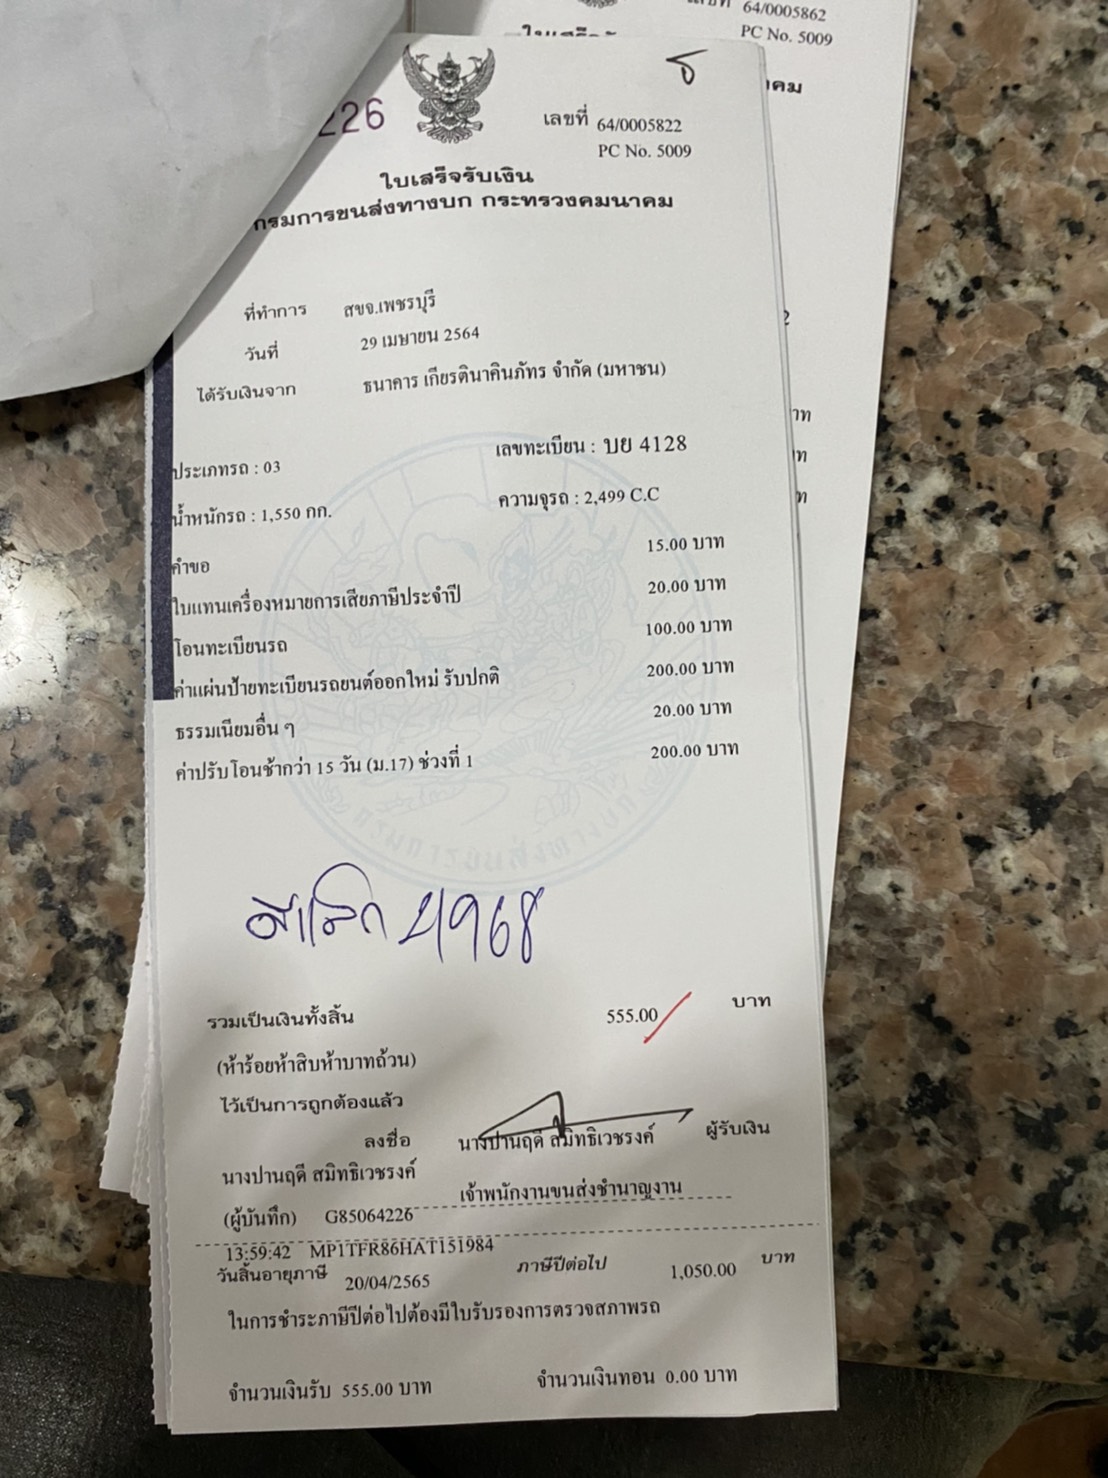 64/0005862
PC No. 5009
226
เลขที่ 64/0005822
PC No. 5009
ใบเสร็จรับเงิน
กรมการขนส่งทางบก กระทรวงคมนาคม
ที่ทำการ สขจ.เพชรบุรี
วันที่ 29 เมษายน 2564
ได้รับเงินจาก ธนาคาร เกียรตินาคินภัทร จำกัด (มหาชน)
ประเภทรถ : 03 เลขทะเบียน : บย 4128
น้ำหนักรถ : 1,550 กก. ความจุรถ : 2,499 C.C
คำขอ 15.00 บาท
ใบแทนเครื่องหมายการเสียภาษีประจำปี 20.00 บาท
โอนทะเบียนรถ 100.00 บาท
ค่าแผ่นป้ายทะเบียนรถยนต์ออกใหม่ รับปกติ 200.00 บาท
ธรรมเนียมอื่น ๆ 20.00 บาท
ค่าปรับโอนช้ากว่า 15 วัน (ม.17) ช่วงที่ 1 200.00 บาท
กรมการขนส่งทางบก
4968
รวมเป็นเงินทั้งสิ้น 555.00 บาท
(ห้าร้อยห้าสิบห้าบาทถ้วน)
ไว้เป็นการถูกต้องแล้ว
ลงชื่อ นางปานฤดี สมิทธิเวชรงค์ ผู้รับเงิน
นางปานฤดี สมิทธิเวชรงค์ เจ้าพนักงานขนส่งชำนาญงาน
(ผู้บันทึก) G85064226
13:59:42 MP1TFR86HAT151984
วันสิ้นอายุภาษี 20/04/2565 ภาษีปีต่อไป 1,050.00 บาท
ในการชำระภาษีปีต่อไปต้องมีใบรับรองการตรวจสภาพรถ
จำนวนเงินรับ 555.00 บาท จำนวนเงินทอน 0.00 บาท